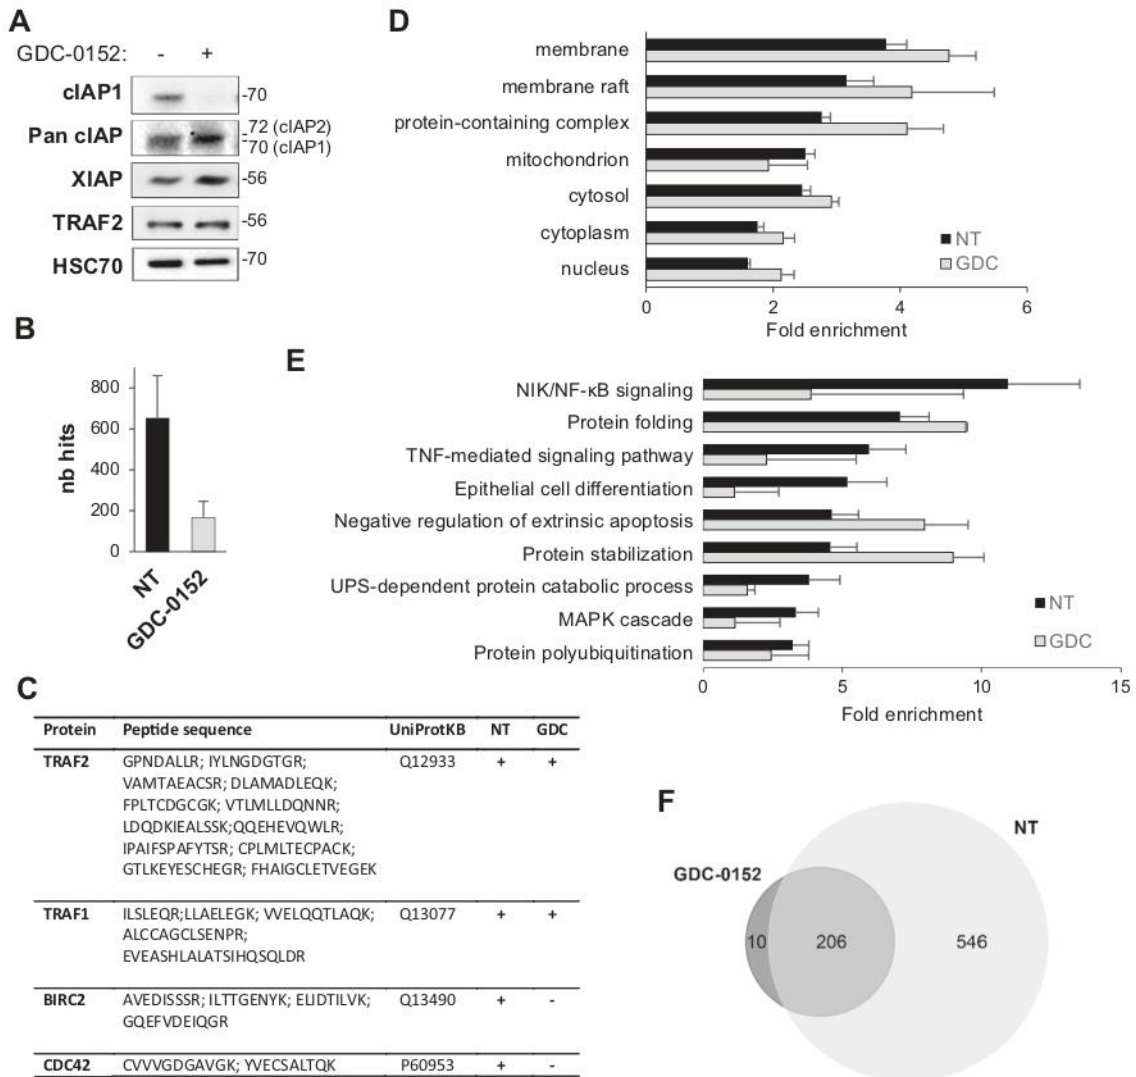 A
GDC-0152: - +
cIAP1 -70
Pan cIAP -72 (cIAP2)
-70 (cIAP1)
XIAP -56
TRAF2 -56
HSC70 -70
B
nb hits
800
600
400
200
0
NT
GDC-0152
C
Protein Peptide sequence UniProtKB NT GDC
TRAF2 GPNDALLR; IYLNGDGTGR; Q12933 + +
VAMTAEACSR; DLAMADLEQK;
FPLTCDGCGK; VTLMLLDQNNR;
LDQDKIEALSSK;QQEHEVQWLR;
IPAIFSPAFYTSR; CPLMLTECPACK;
GTLKEYESCHEGR; FHAIGCLETVEGEK
TRAF1 ILSLEQR;LLAELEGK; VVELQQTLAQK; Q13077 + +
ALCCAGCLSENPR;
EVEASHLALATSIHQSQLDR
BIRC2 AVEDISSSR; ILTTGENYK; ELIDTILVK; Q13490 + -
GQEFVDEIQGR
CDC42 CVVVGDGAVGK; YVECSALTQK P60953 + -
D
membrane
membrane raft
protein-containing complex
mitochondrion
cytosol
cytoplasm
nucleus
NT
GDC
0 2 4 6
Fold enrichment
E
NIK/NF-κB signaling
Protein folding
TNF-mediated signaling pathway
Epithelial cell differentiation
Negative regulation of extrinsic apoptosis
Protein stabilization
UPS-dependent protein catabolic process
MAPK cascade
Protein polyubiquitination
NT
GDC
0 5 10 15
Fold enrichment
F
NT
GDC-0152
10 206 546